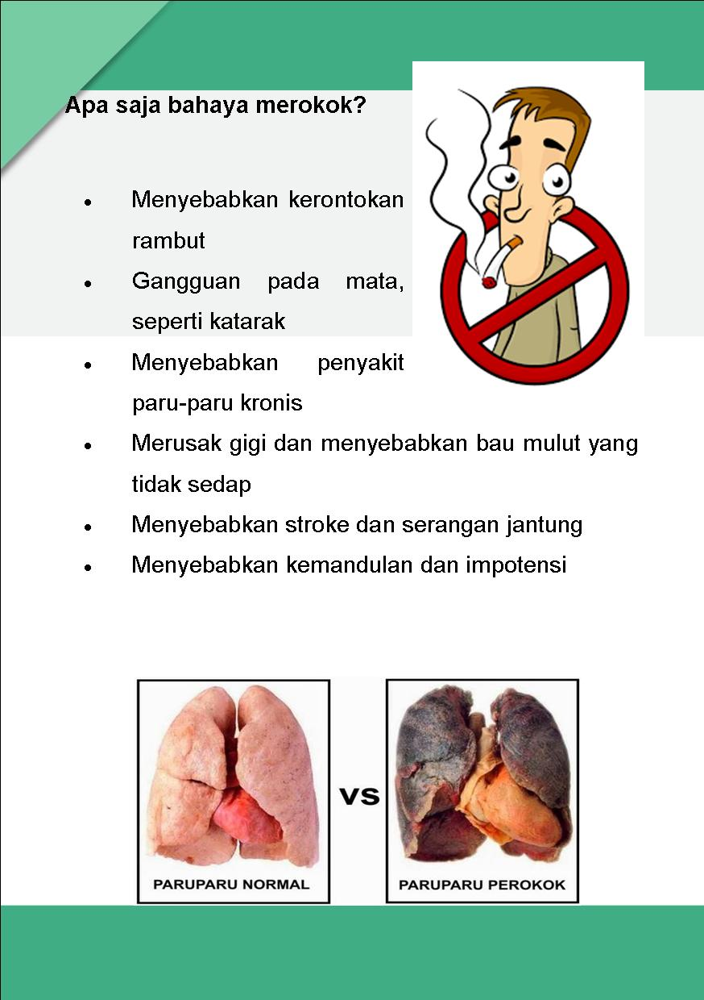 Apa saja bahaya merokok?
• Menyebabkan kerontokan
rambut
• Gangguan pada mata,
seperti katarak
• Menyebabkan penyakit
paru-paru kronis
• Merusak gigi dan menyebabkan bau mulut yang
tidak sedap
• Menyebabkan stroke dan serangan jantung
• Menyebabkan kemandulan dan impotensi
VS
PARUPARU NORMAL
PARUPARU PEROKOK